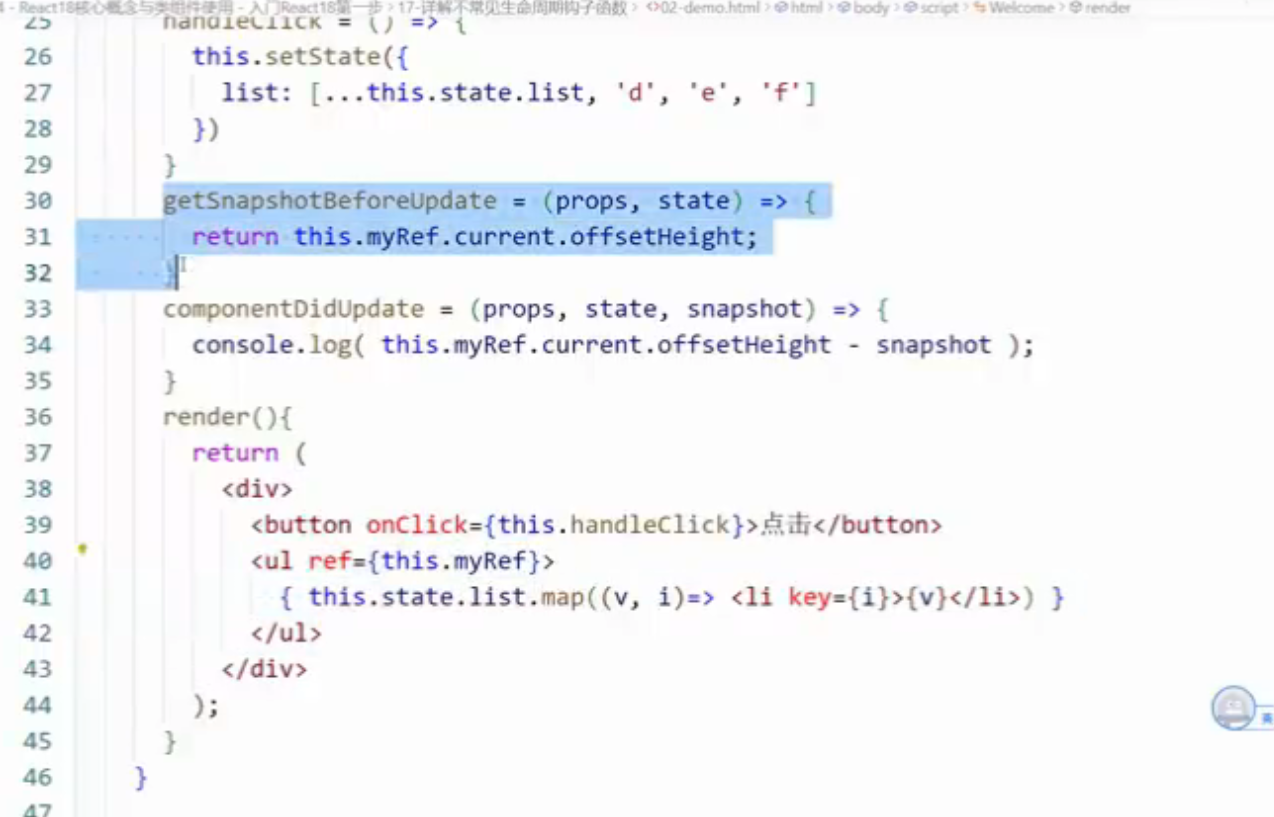 4 - React18核心概念与类组件使用 - 入门React18第一步 > 17-详解不常见生命周期钩子函数 > 02-demo.html > html > body > script > Welcome > render
25 handleClick = () => {
26 this.setState({
27 list: [...this.state.list, 'd', 'e', 'f']
28 })
29 }
30 getSnapshotBeforeUpdate = (props, state) => {
31 return this.myRef.current.offsetHeight;
32 }
33 componentDidUpdate = (props, state, snapshot) => {
34 console.log( this.myRef.current.offsetHeight - snapshot );
35 }
36 render(){
37 return (
38 <div>
39 <button onClick={this.handleClick}>点击</button>
40 <ul ref={this.myRef}>
41 { this.state.list.map((v, i)=> <li key={i}>{v}</li>) }
42 </ul>
43 </div>
44 );
45 }
46 }
47
英